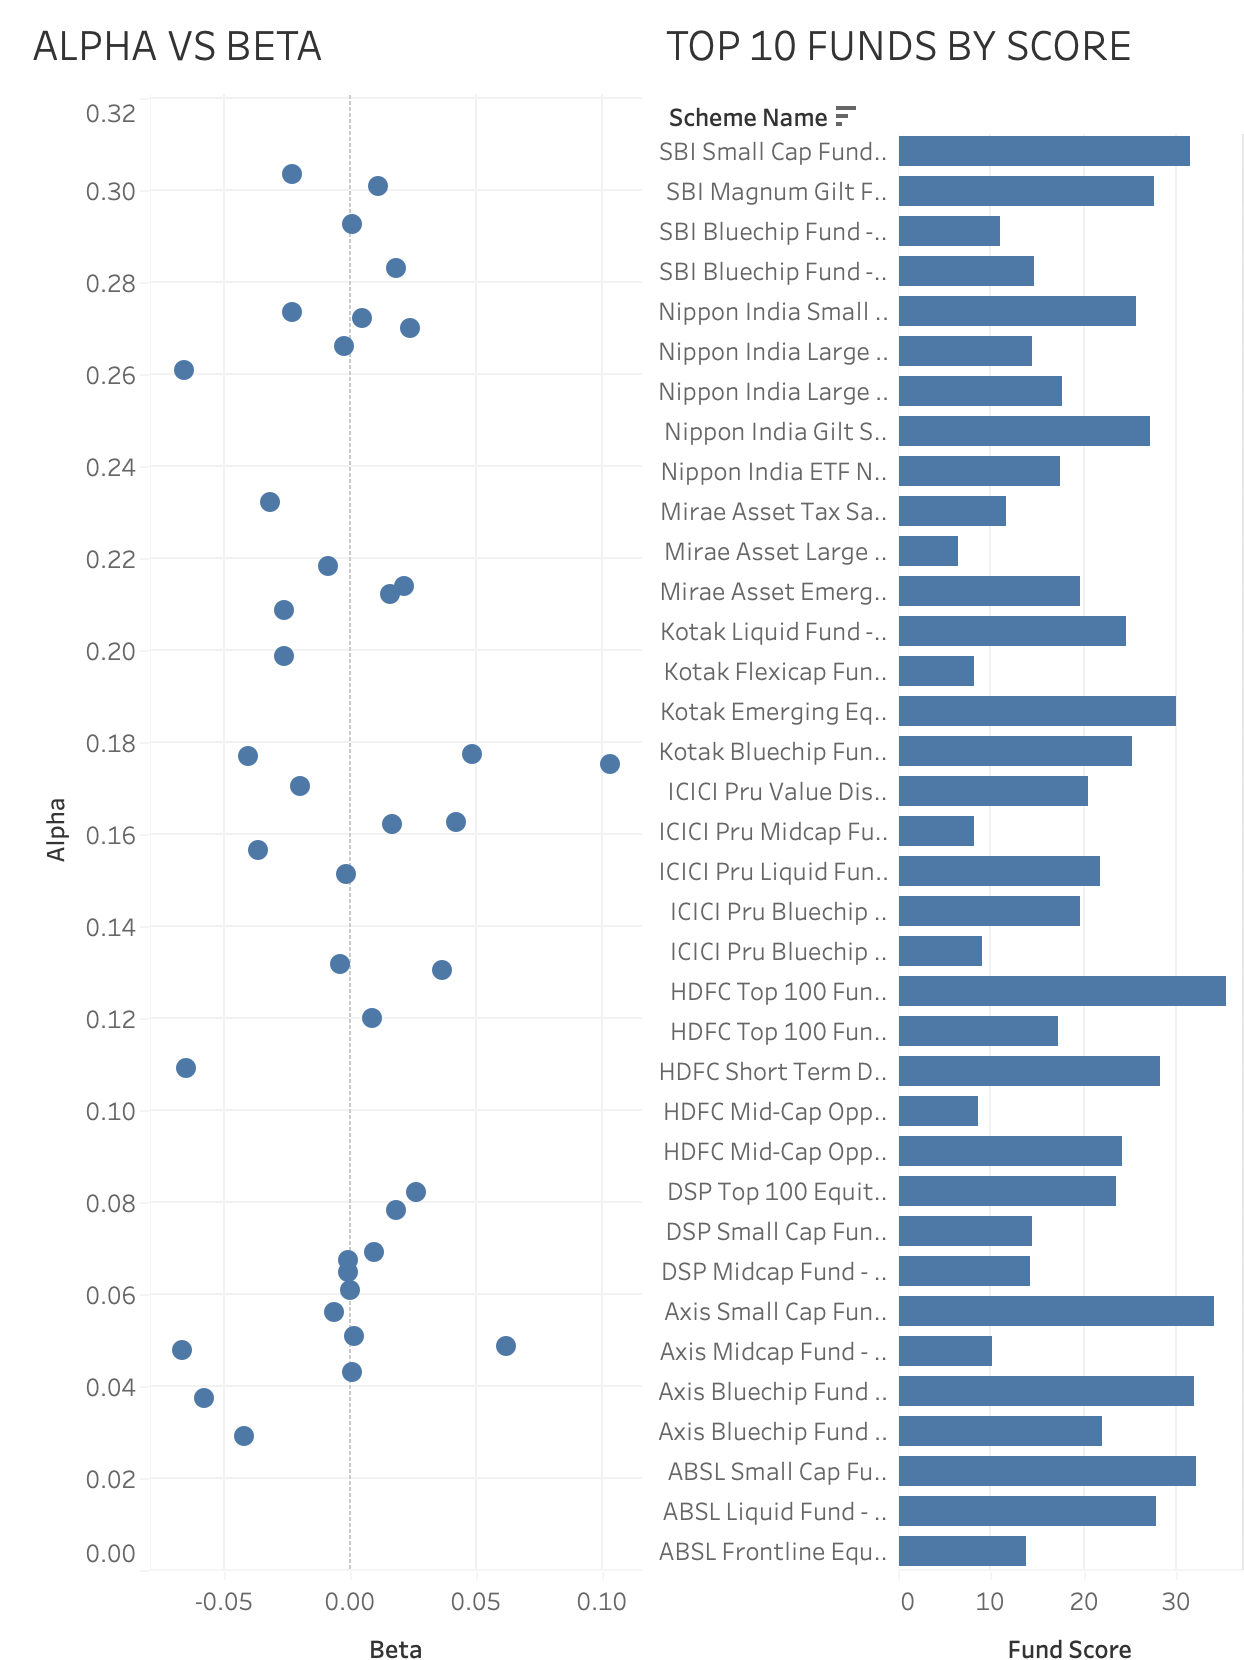 ALPHA VS BETA
0.32
0.30
0.28
0.26
0.24
0.22
0.20
0.18
0.16
0.14
0.12
0.10
0.08
0.06
0.04
0.02
0.00
Alpha
-0.05 0.00 0.05 0.10
Beta
TOP 10 FUNDS BY SCORE
Scheme Name
SBI Small Cap Fund..
SBI Magnum Gilt F..
SBI Bluechip Fund -..
SBI Bluechip Fund -..
Nippon India Small ..
Nippon India Large ..
Nippon India Large ..
Nippon India Gilt S..
Nippon India ETF N..
Mirae Asset Tax Sa..
Mirae Asset Large ..
Mirae Asset Emerg..
Kotak Liquid Fund -..
Kotak Flexicap Fun..
Kotak Emerging Eq..
Kotak Bluechip Fun..
ICICI Pru Value Dis..
ICICI Pru Midcap Fu..
ICICI Pru Liquid Fun..
ICICI Pru Bluechip ..
ICICI Pru Bluechip ..
HDFC Top 100 Fun..
HDFC Top 100 Fun..
HDFC Short Term D..
HDFC Mid-Cap Opp..
HDFC Mid-Cap Opp..
DSP Top 100 Equit..
DSP Small Cap Fun..
DSP Midcap Fund - ..
Axis Small Cap Fun..
Axis Midcap Fund - ..
Axis Bluechip Fund ..
Axis Bluechip Fund ..
ABSL Small Cap Fu..
ABSL Liquid Fund - ..
ABSL Frontline Equ..
0 10 20 30
Fund Score